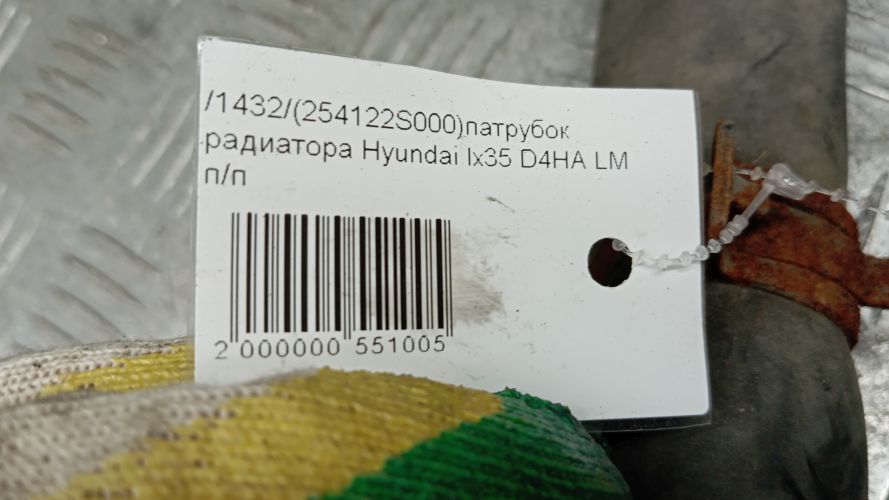 /1432/(254122S000)патрубок
радиатора Hyundai Ix35 D4HA LM
п/п
2 000000 551005